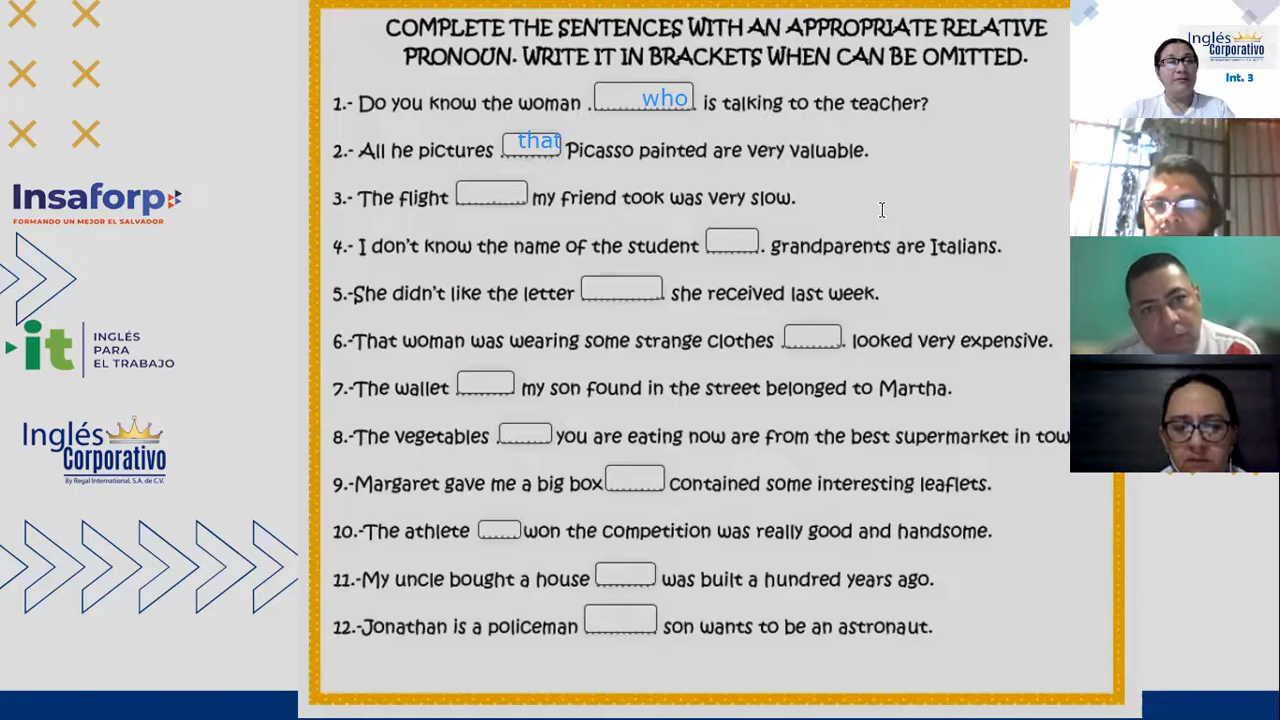 COMPLETE THE SENTENCES WITH AN APPROPRIATE RELATIVE
PRONOUN. WRITE IT IN BRACKETS WHEN CAN BE OMITTED.
1.- Do you know the woman who is talking to the teacher?
2.- All he pictures that Picasso painted are very valuable.
3.- The flight my friend took was very slow.
4.- I don't know the name of the student . grandparents are Italians.
5.-She didn't like the letter she received last week.
6.-That woman was wearing some strange clothes looked very expensive.
7.-The wallet my son found in the street belonged to Martha.
8.-The vegetables you are eating now are from the best supermarket in tow
9.-Margaret gave me a big box contained some interesting leaflets.
10.-The athlete won the competition was really good and handsome.
11.-My uncle bought a house was built a hundred years ago.
12.-Jonathan is a policeman son wants to be an astronaut.
Insaforp
FORMANDO UN MEJOR EL SALVADOR
it
INGLÉS
PARA
EL TRABAJO
Inglés
Corporativo
By Regal International, S.A. de C.V.
Inglés
Corporativo
Int. 3